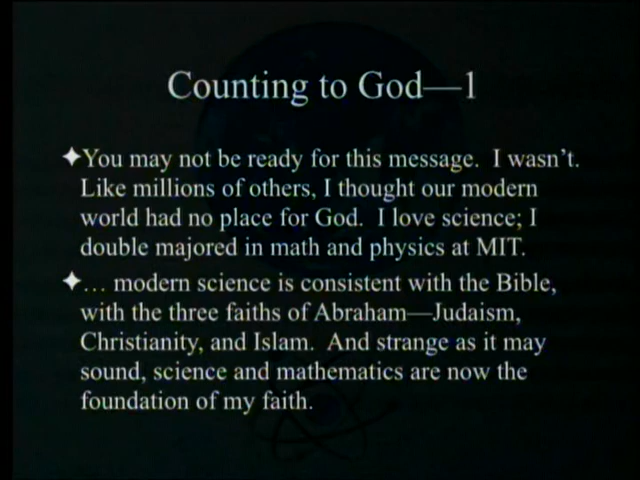 Counting to God—1
✦You may not be ready for this message.  I wasn't.
Like millions of others, I thought our modern
world had no place for God.  I love science; I
double majored in math and physics at MIT.
✦… modern science is consistent with the Bible,
with the three faiths of Abraham—Judaism,
Christianity, and Islam.  And strange as it may
sound, science and mathematics are now the
foundation of my faith.